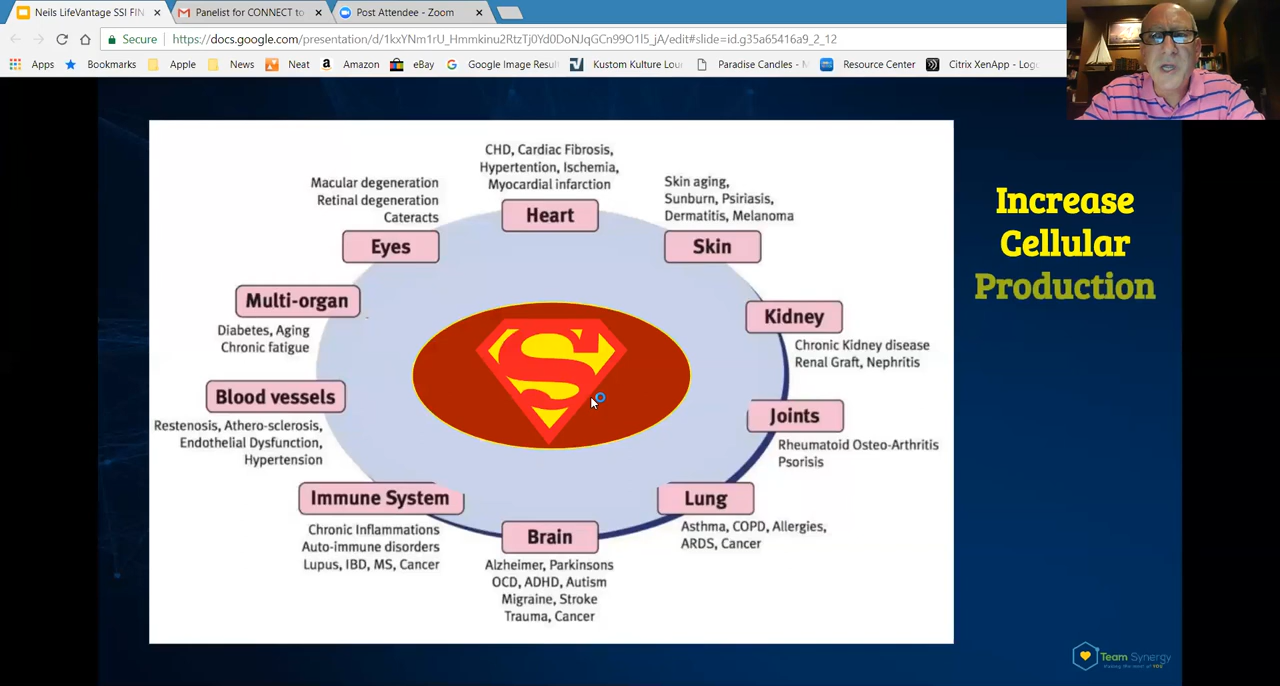 Neils LifeVantage SSI FIN
Panelist for CONNECT to
Post Attendee - Zoom
Secure
https://docs.google.com/presentation/d/1kxYNm1rU_Hmmkinu2RtzTj0Yd0DoNJqGCn99O1l5_jA/edit#slide=id.g35a65416a9_2_12
Apps Bookmarks Apple News Neat Amazon eBay Google Image Resul Kustom Kulture Lou Paradise Candles - M Resource Center Citrix XenApp - Logo
CHD, Cardiac Fibrosis,
Hypertention, Ischemia,
Myocardial infarction
Heart
Macular degeneration
Retinal degeneration
Cateracts
Eyes
Skin aging,
Sunburn, Psiriasis,
Dermatitis, Melanoma
Skin
Increase
Cellular
Production
Multi-organ
Diabetes, Aging
Chronic fatigue
Kidney
Chronic Kidney disease
Renal Graft, Nephritis
S
Blood vessels
Restenosis, Athero-sclerosis,
Endothelial Dysfunction,
Hypertension
Joints
Rheumatoid Osteo-Arthritis
Psorisis
Immune System
Chronic Inflammations
Auto-immune disorders
Lupus, IBD, MS, Cancer
Lung
Asthma, COPD, Allergies,
ARDS, Cancer
Brain
Alzheimer, Parkinsons
OCD, ADHD, Autism
Migraine, Stroke
Trauma, Cancer
Team Synergy